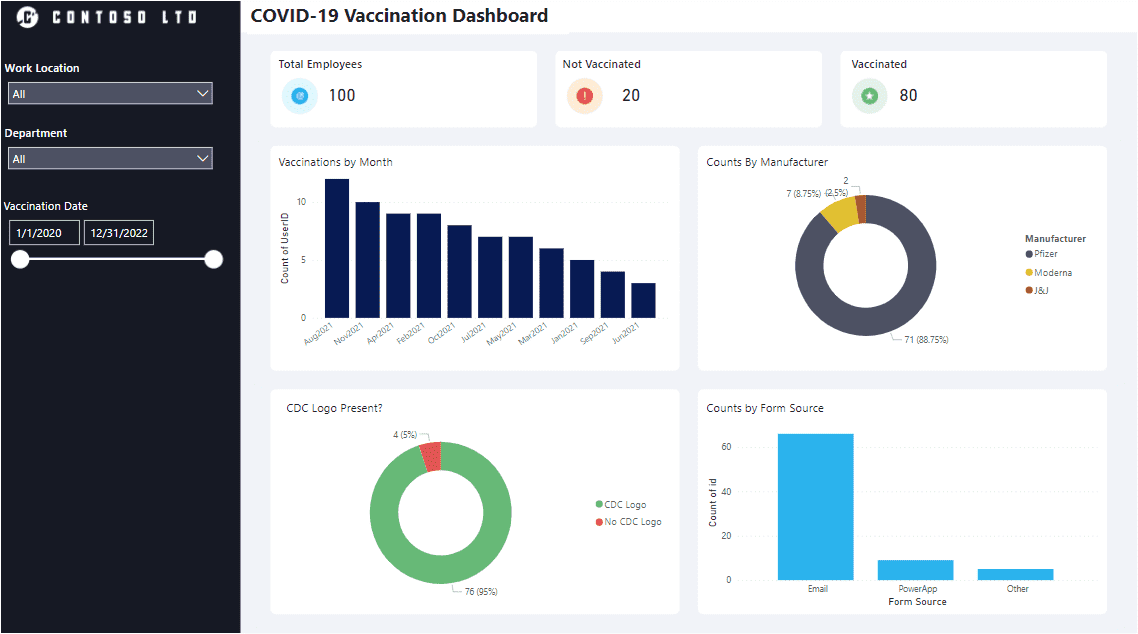 CONTOSO LTD
COVID-19 Vaccination Dashboard
Work Location
All
Department
All
Vaccination Date
1/1/2020 12/31/2022
Total Employees
100
Not Vaccinated
20
Vaccinated
80
Vaccinations by Month
Count of UserID
10
5
0
Aug2021 Nov2021 Apr2021 Feb2021 Oct2021 Jul2021 May2021 Mar2021 Jan2021 Sep2021 Jun2021
Counts By Manufacturer
2
7 (8.75%) (2.5%)
71 (88.75%)
Manufacturer
Pfizer
Moderna
J&J
CDC Logo Present?
4 (5%)
76 (95%)
CDC Logo
No CDC Logo
Counts by Form Source
Count of id
60
40
20
0
Email PowerApp Other
Form Source